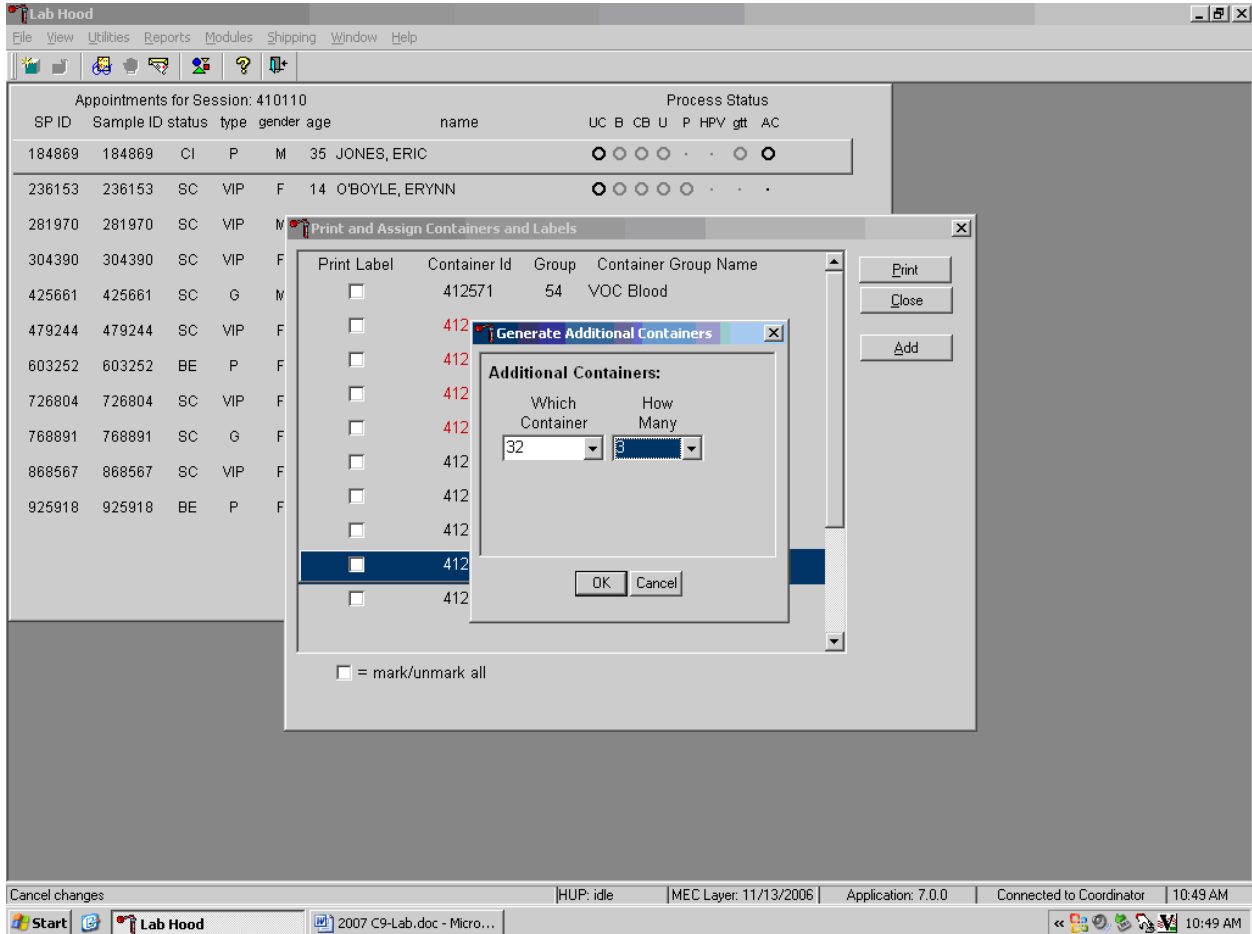 Lab Hood
File View Utilities Reports Modules Shipping Window Help
Appointments for Session: 410110 Process Status
SP ID Sample ID status type gender age name UC B CB U P HPV gtt AC
184869 184869 CI P M 35 JONES, ERIC
236153 236153 SC VIP F 14 O'BOYLE, ERYNN
281970 281970 SC VIP M
304390 304390 SC VIP F
425661 425661 SC G M
479244 479244 SC VIP F
603252 603252 BE P F
726804 726804 SC VIP F
768891 768891 SC G F
868567 868567 SC VIP F
925918 925918 BE P F
Print and Assign Containers and Labels
Print Label Container Id Group Container Group Name
412571 54 VOC Blood
412
412
412
412
412
412
412
412
412
Print
Close
Add
= mark/unmark all
Generate Additional Containers
Additional Containers:
Which Container How Many
32 3
OK Cancel
Cancel changes HUP: idle MEC Layer: 11/13/2006 Application: 7.0.0 Connected to Coordinator 10:49 AM
Start Lab Hood 2007 C9-Lab.doc - Micro... « 10:49 AM